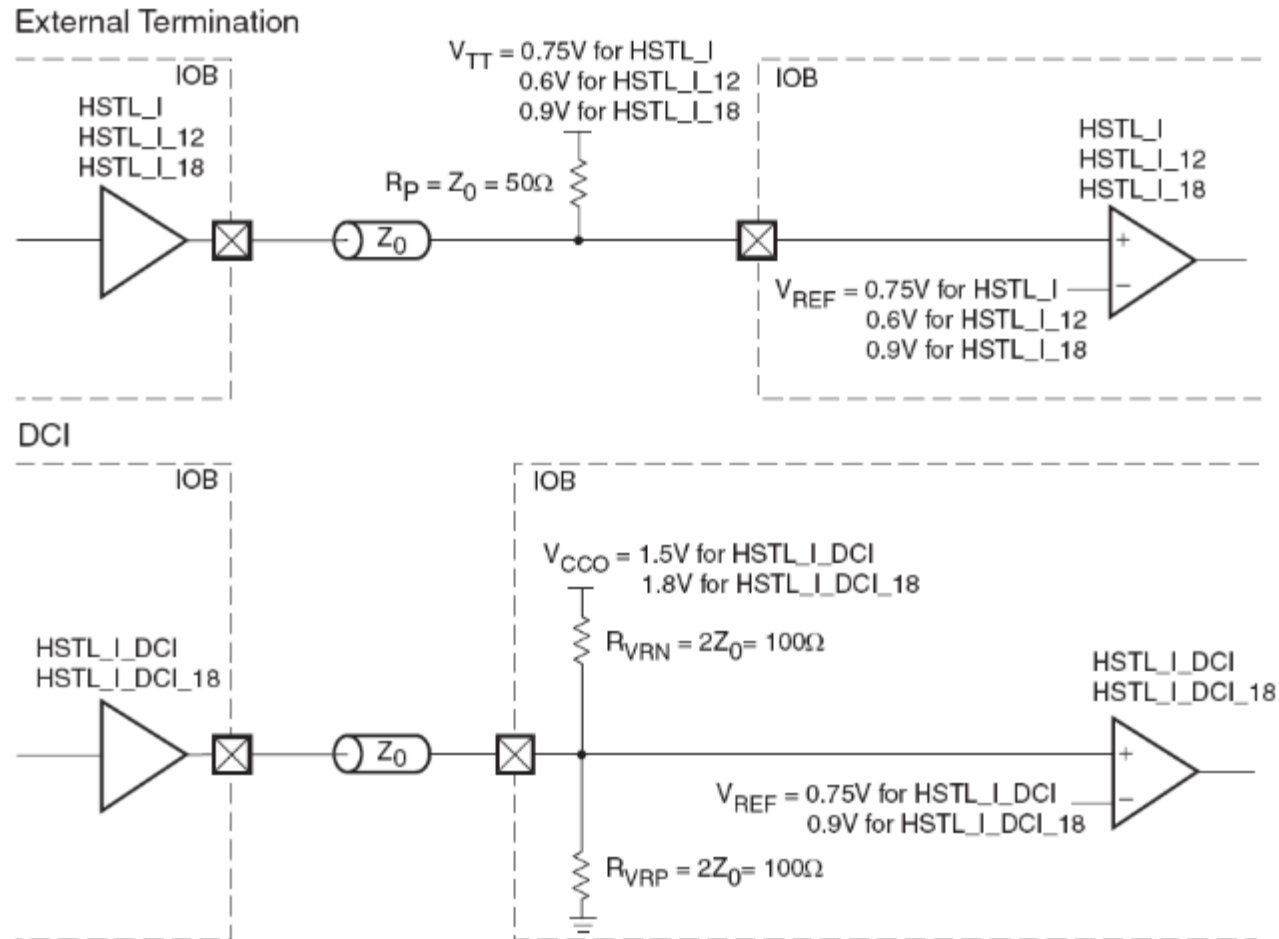 External Termination
IOB
HSTL_I
HSTL_I_12
HSTL_I_18
V_TT = 0.75V for HSTL_I
0.6V for HSTL_I_12
0.9V for HSTL_I_18
R_P = Z_0 = 50Ω
Z_0
IOB
HSTL_I
HSTL_I_12
HSTL_I_18
+
−
V_REF = 0.75V for HSTL_I
0.6V for HSTL_I_12
0.9V for HSTL_I_18
DCI
IOB
HSTL_I_DCI
HSTL_I_DCI_18
Z_0
IOB
V_CCO = 1.5V for HSTL_I_DCI
1.8V for HSTL_I_DCI_18
R_VRN = 2Z_0= 100Ω
HSTL_I_DCI
HSTL_I_DCI_18
+
−
V_REF = 0.75V for HSTL_I_DCI
0.9V for HSTL_I_DCI_18
R_VRP = 2Z_0= 100Ω